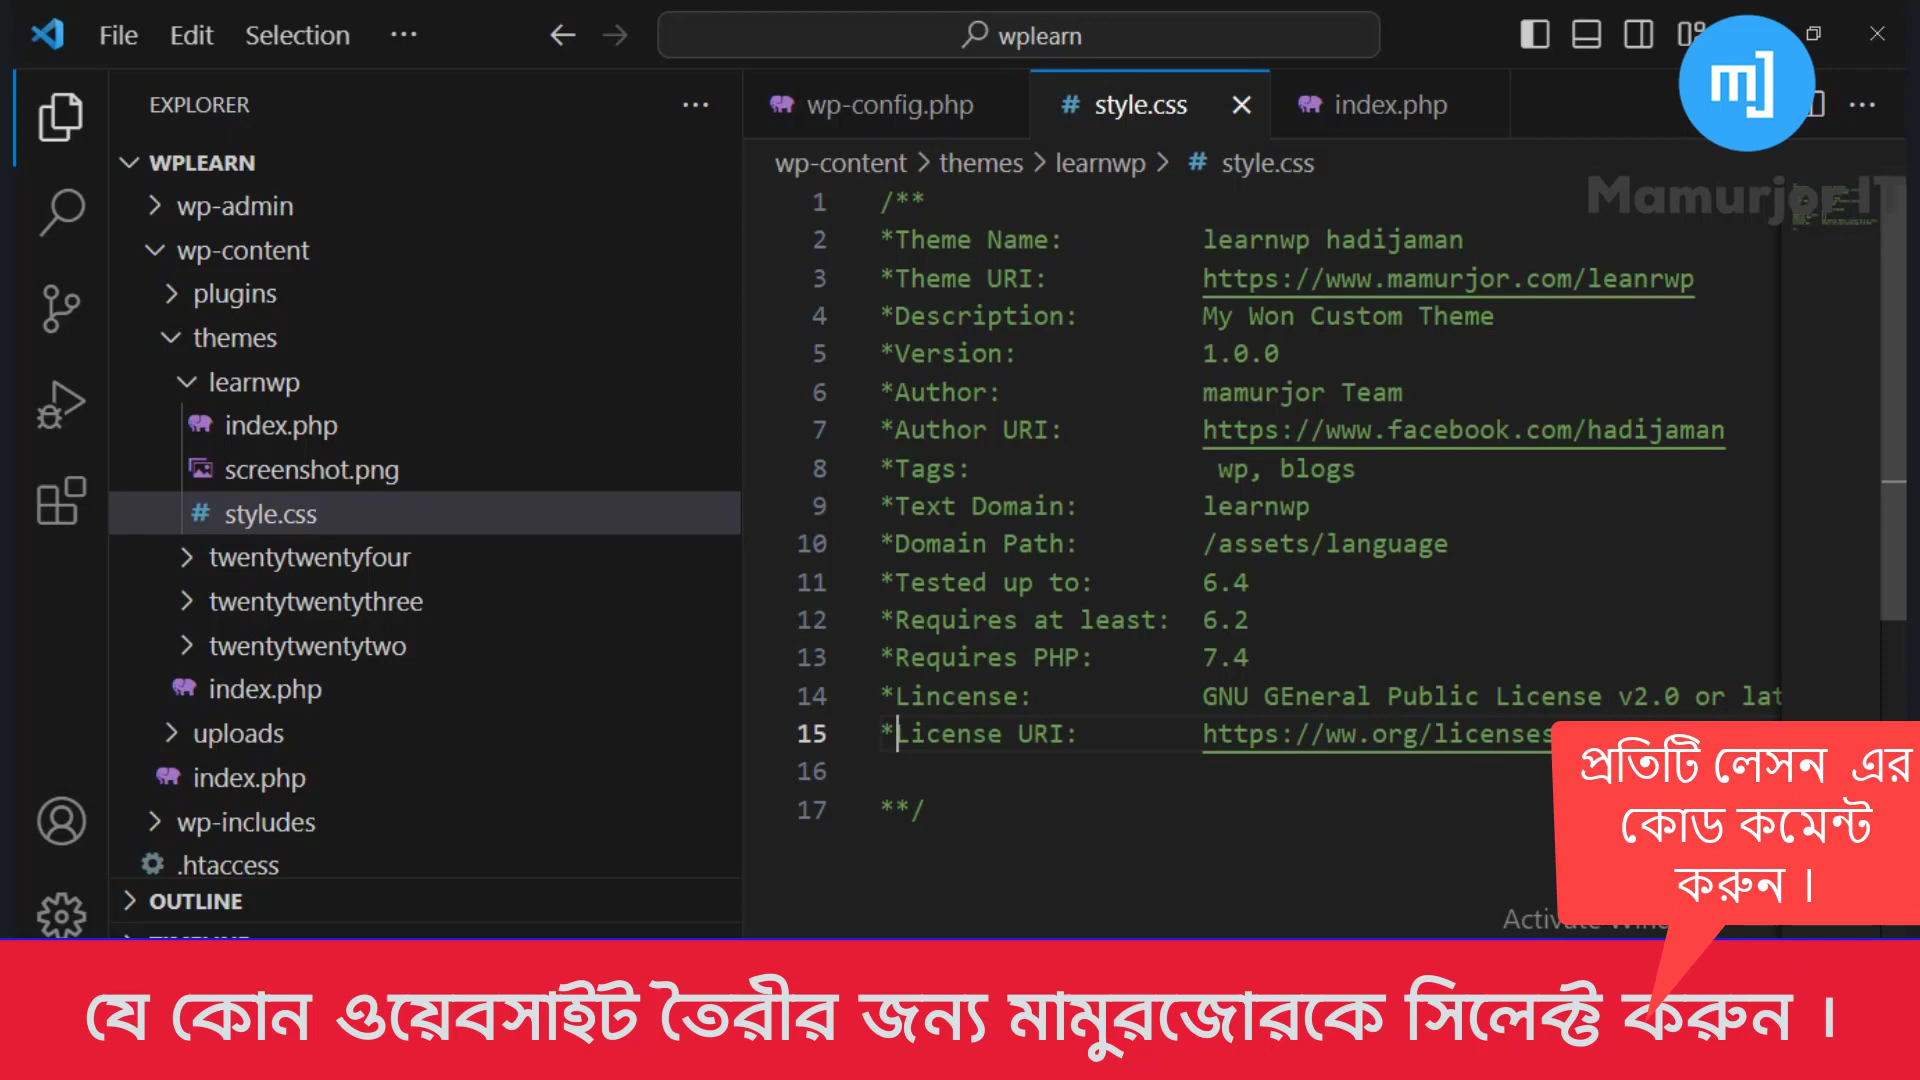 File Edit Selection ··· wplearn
EXPLORER ···
WPLEARN
wp-admin
wp-content
plugins
themes
learnwp
index.php
screenshot.png
style.css
twentytwentyfour
twentytwentythree
twentytwentytwo
index.php
uploads
index.php
wp-includes
.htaccess
OUTLINE
wp-config.php # style.css index.php ···
wp-content > themes > learnwp > # style.css
mJ
Mamurjor IT
1 /**
2 *Theme Name: learnwp hadijaman
3 *Theme URI: https://www.mamurjor.com/leanrwp
4 *Description: My Won Custom Theme
5 *Version: 1.0.0
6 *Author: mamurjor Team
7 *Author URI: https://www.facebook.com/hadijaman
8 *Tags: wp, blogs
9 *Text Domain: learnwp
10 *Domain Path: /assets/language
11 *Tested up to: 6.4
12 *Requires at least: 6.2
13 *Requires PHP: 7.4
14 *Lincense: GNU GEneral Public License v2.0 or lat
15 *License URI: https://ww.org/licenses
16
17 **/
প্রতিটি লেসন এর
কোড কমেন্ট
করুন ।
যে কোন ওয়েবসাইট তৈরীর জন্য মামুরজোরকে সিলেক্ট করুন ।